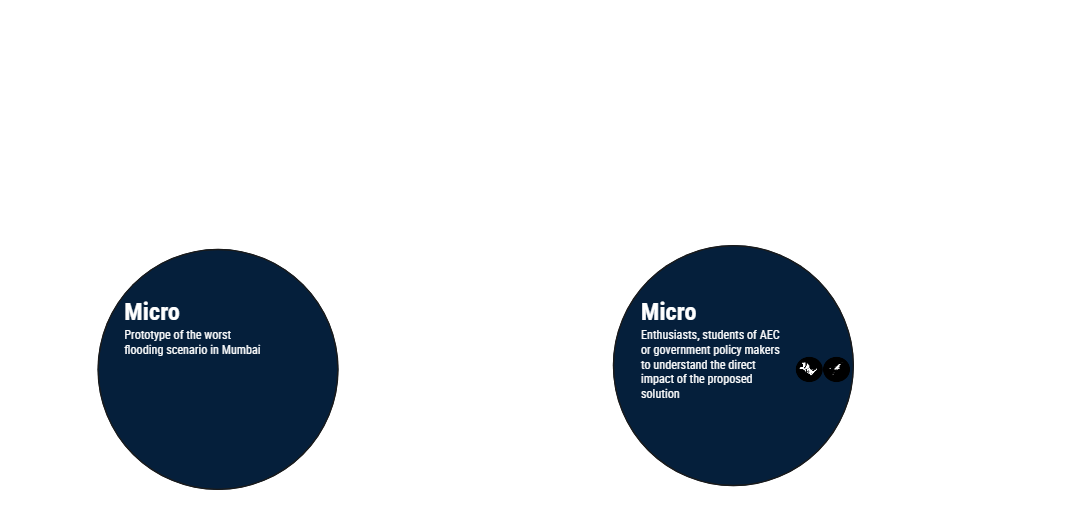 Micro
Prototype of the worst
flooding scenario in Mumbai
Micro
Enthusiasts, students of AEC
or government policy makers
to understand the direct
impact of the proposed
solution